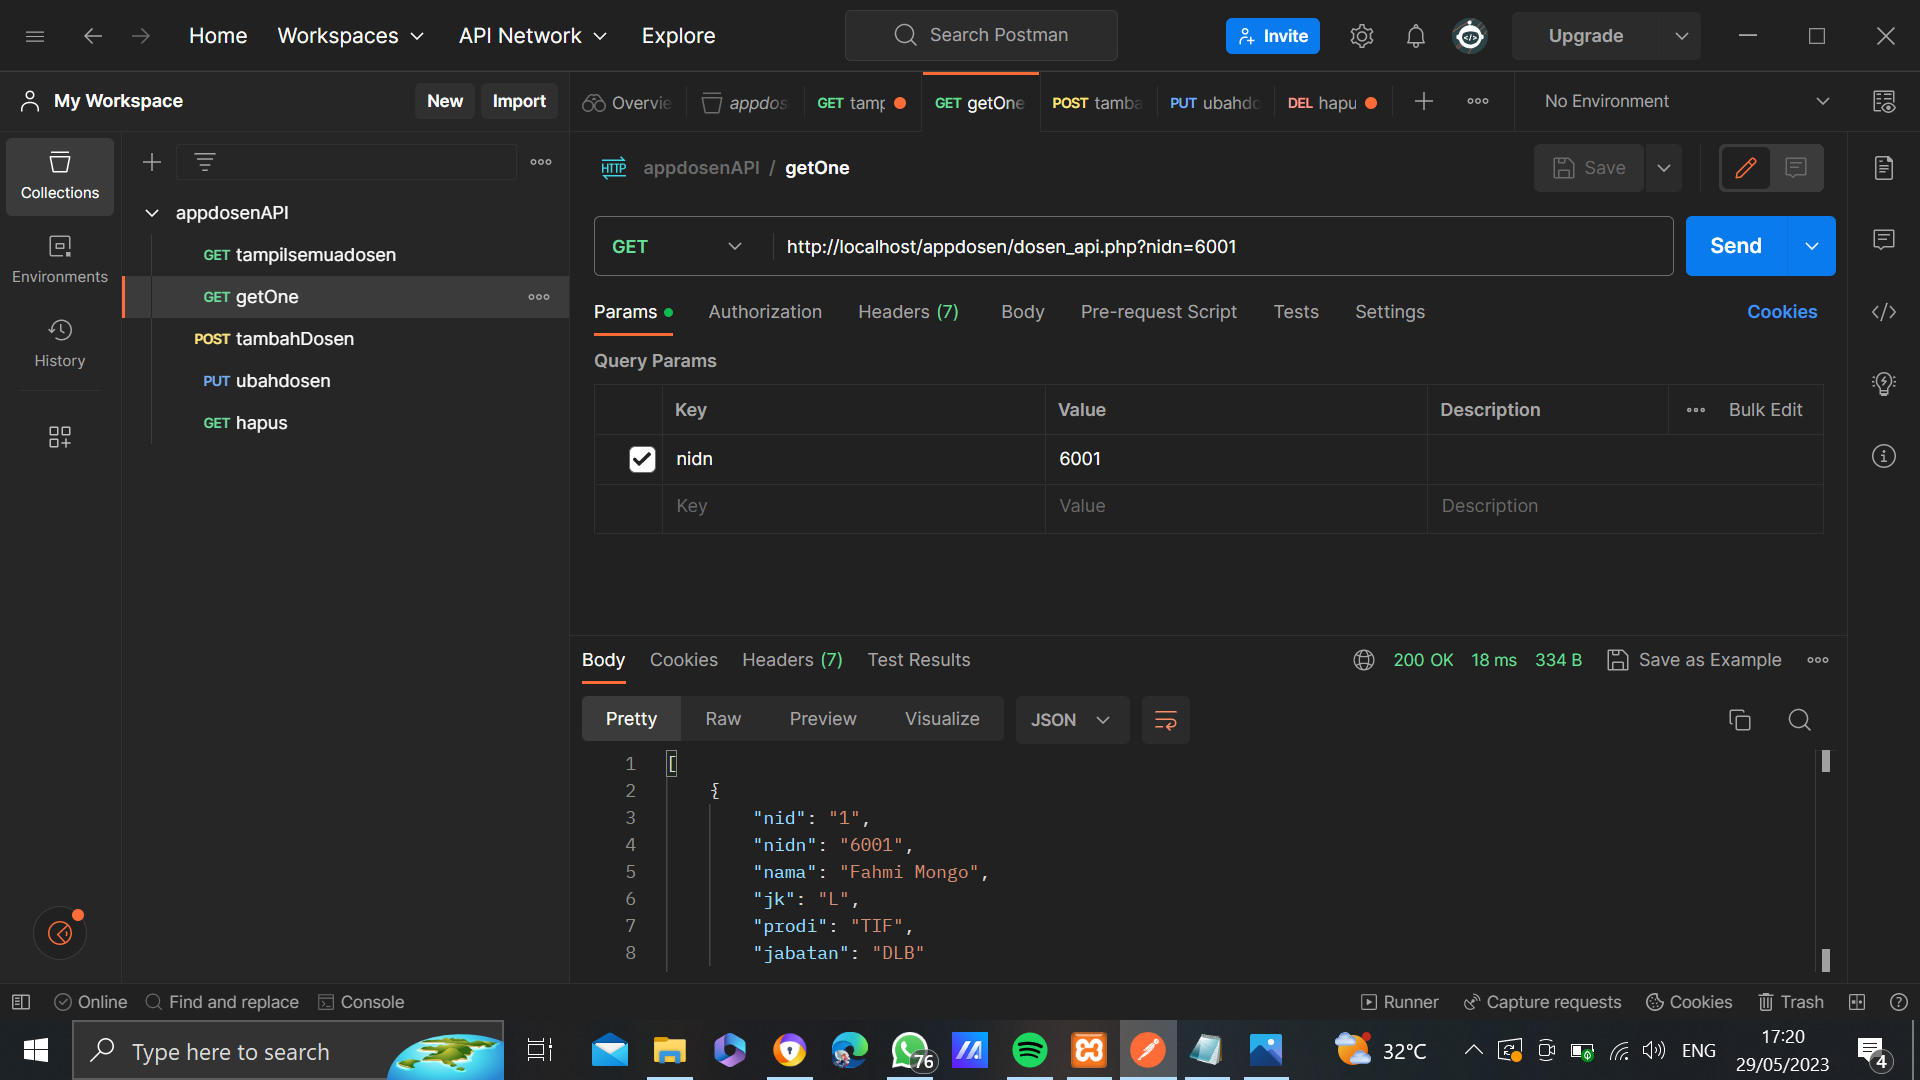 Home
Workspaces
API Network
Explore
Search Postman
Invite
Upgrade
My Workspace
New
Import
Overvie
appdos
GET tamp
GET getOne
POST tamba
PUT ubahdo
DEL hapu
No Environment
Collections
Environments
History
appdosenAPI
GET tampilsemuadosen
GET getOne
POST tambahDosen
PUT ubahdosen
GET hapus
HTTP appdosenAPI / getOne
Save
GET
http://localhost/appdosen/dosen_api.php?nidn=6001
Send
Params
Authorization
Headers (7)
Body
Pre-request Script
Tests
Settings
Cookies
Query Params
Key Value Description Bulk Edit
nidn 6001
Key Value Description
Body Cookies Headers (7) Test Results
200 OK 18 ms 334 B Save as Example
Pretty Raw Preview Visualize JSON
1 [
2 {
3 "nid": "1",
4 "nidn": "6001",
5 "nama": "Fahmi Mongo",
6 "jk": "L",
7 "prodi": "TIF",
8 "jabatan": "DLB"
Online
Find and replace
Console
Runner
Capture requests
Cookies
Trash
Type here to search
76
32°C
ENG
17:20
29/05/2023
4